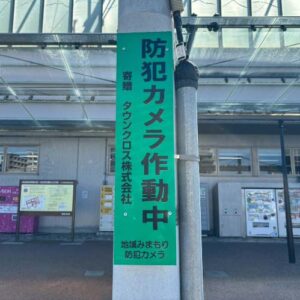 防犯カメラ作動中
寄贈 タウンクロス株式会社
地域みまもり
防犯カメラ